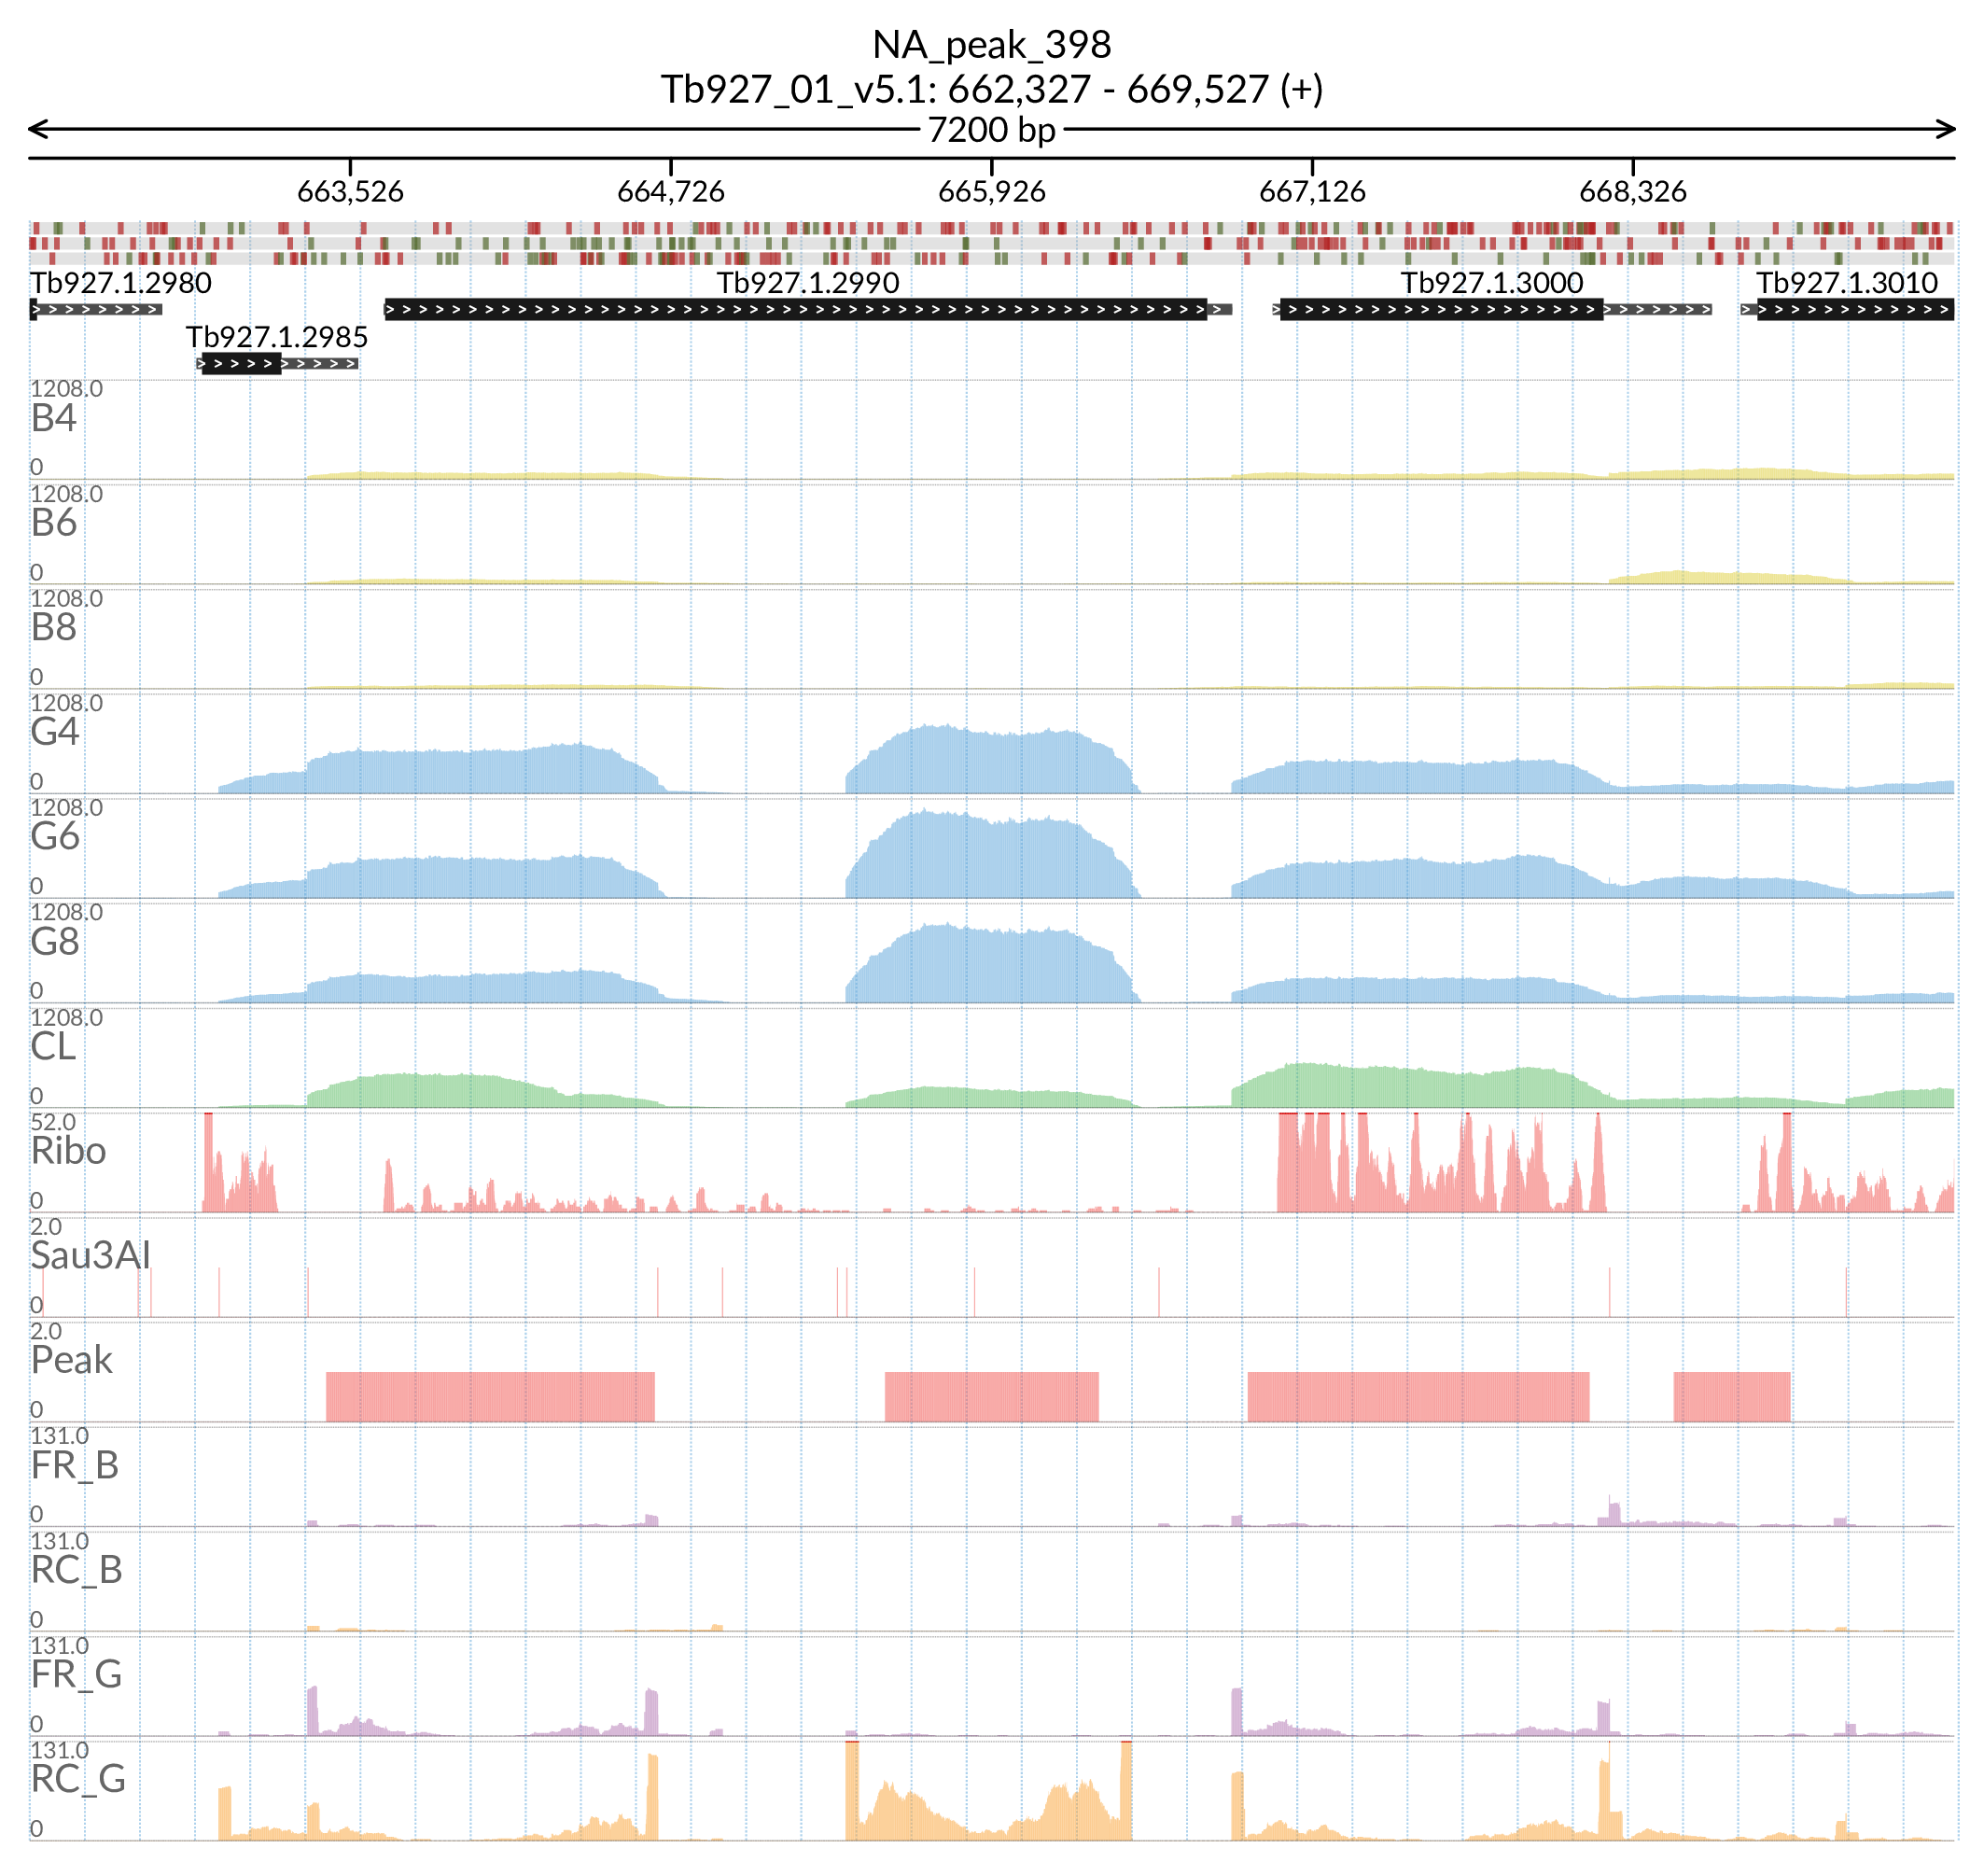 NA_peak_398
Tb927_01_v5.1: 662,327 - 669,527 (+)
7200 bp
663,526 664,726 665,926 667,126 668,326
Tb927.1.2980 Tb927.1.2990 Tb927.1.3000 Tb927.1.3010
Tb927.1.2985
1208.0
B4
0
1208.0
B6
0
1208.0
B8
0
1208.0
G4
0
1208.0
G6
0
1208.0
G8
0
1208.0
CL
0
52.0
Ribo
0
2.0
Sau3AI
0
2.0
Peak
0
131.0
FR_B
0
131.0
RC_B
0
131.0
FR_G
0
131.0
RC_G
0